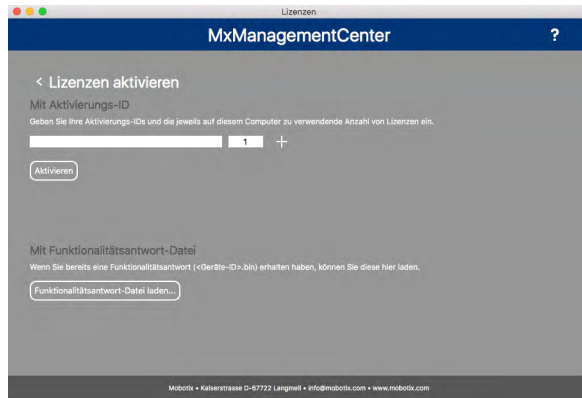 Lizenzen
MxManagementCenter ?
< Lizenzen aktivieren
Mit Aktivierungs-ID
Geben Sie Ihre Aktivierungs-IDs und die jeweils auf diesem Computer zu verwendende Anzahl von Lizenzen ein.
1 +
Aktivieren
Mit Funktionalitätsantwort-Datei
Wenn Sie bereits eine Funktionalitätsantwort (<Geräte-ID>.bin) erhalten haben, können Sie diese hier laden.
Funktionalitätsantwort-Datei laden...
Mobotix • Kaiserstrasse D-67722 Langmeil • info@mobotix.com • www.mobotix.com